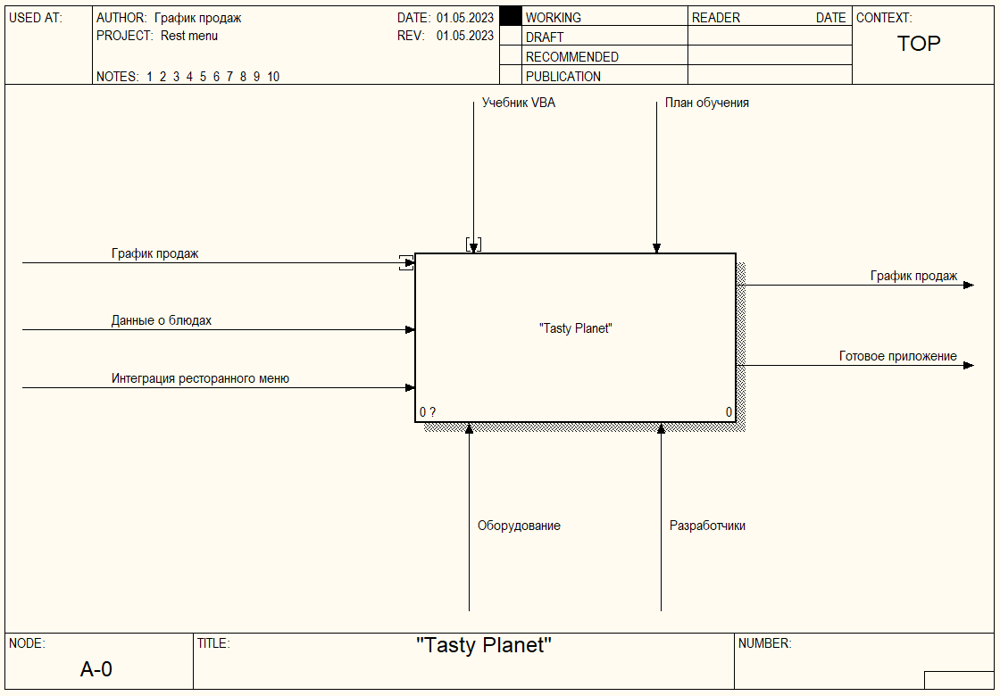 USED AT:
AUTHOR: График продаж
DATE: 01.05.2023
PROJECT: Rest menu
REV: 01.05.2023
NOTES: 1 2 3 4 5 6 7 8 9 10
WORKING
DRAFT
RECOMMENDED
PUBLICATION
READER DATE
CONTEXT:
TOP
Учебник VBA
План обучения
График продаж
Данные о блюдах
Интеграция ресторанного меню
"Tasty Planet"
0 ?
0
График продаж
Готовое приложение
Оборудование
Разработчики
NODE:
A-0
TITLE:
"Tasty Planet"
NUMBER: